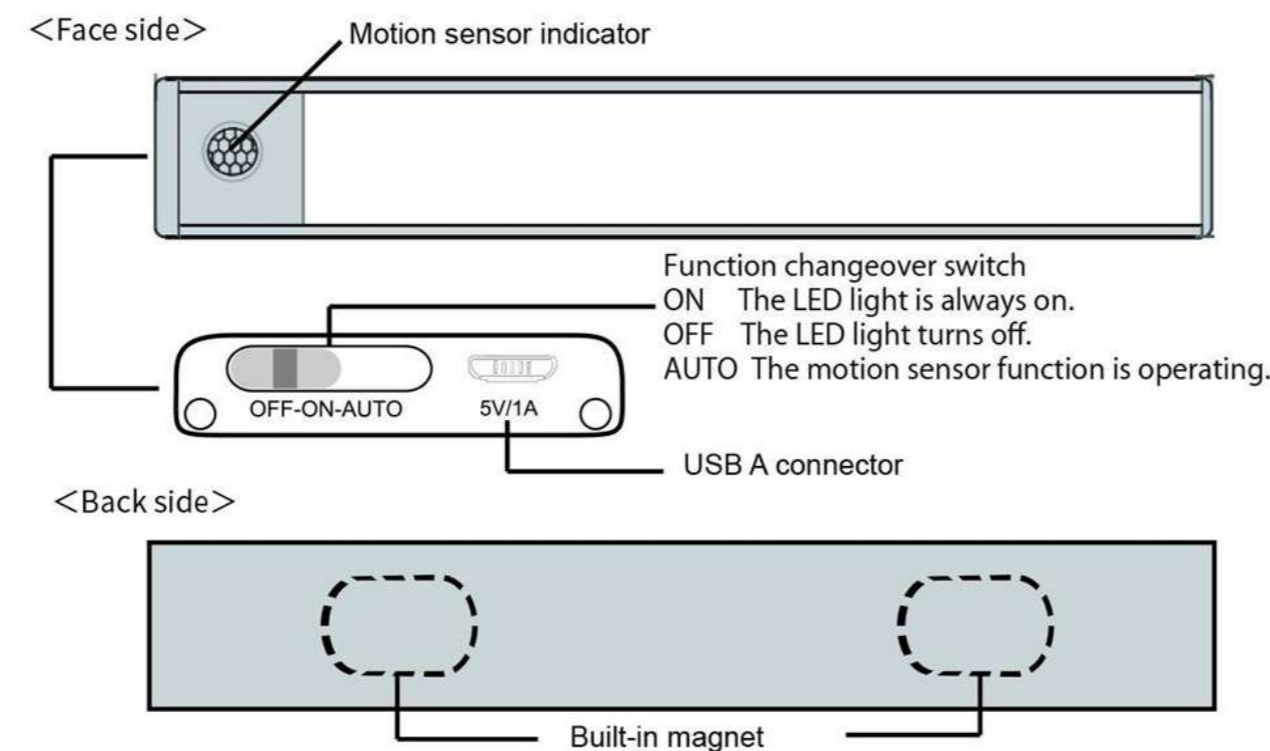 <Face side>
Motion sensor indicator
Function changeover switch
ON The LED light is always on.
OFF The LED light turns off.
AUTO The motion sensor function is operating.
OFF-ON-AUTO
5V/1A
USB A connector
<Back side>
Built-in magnet